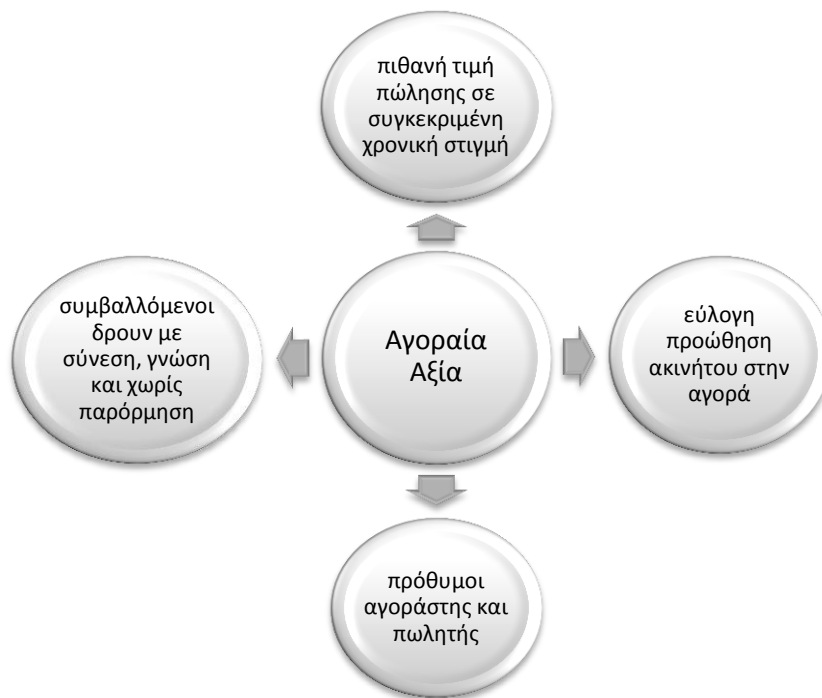 πιθανή τιμή
πώλησης σε
συγκεκριμένη
χρονική στιγμή
συμβαλλόμενοι
δρουν με
σύνεση, γνώση
και χωρίς
παρόρμηση
Αγοραία
Αξία
εύλογη
προώθηση
ακινήτου στην
αγορά
πρόθυμοι
αγοράστης και
πωλητής